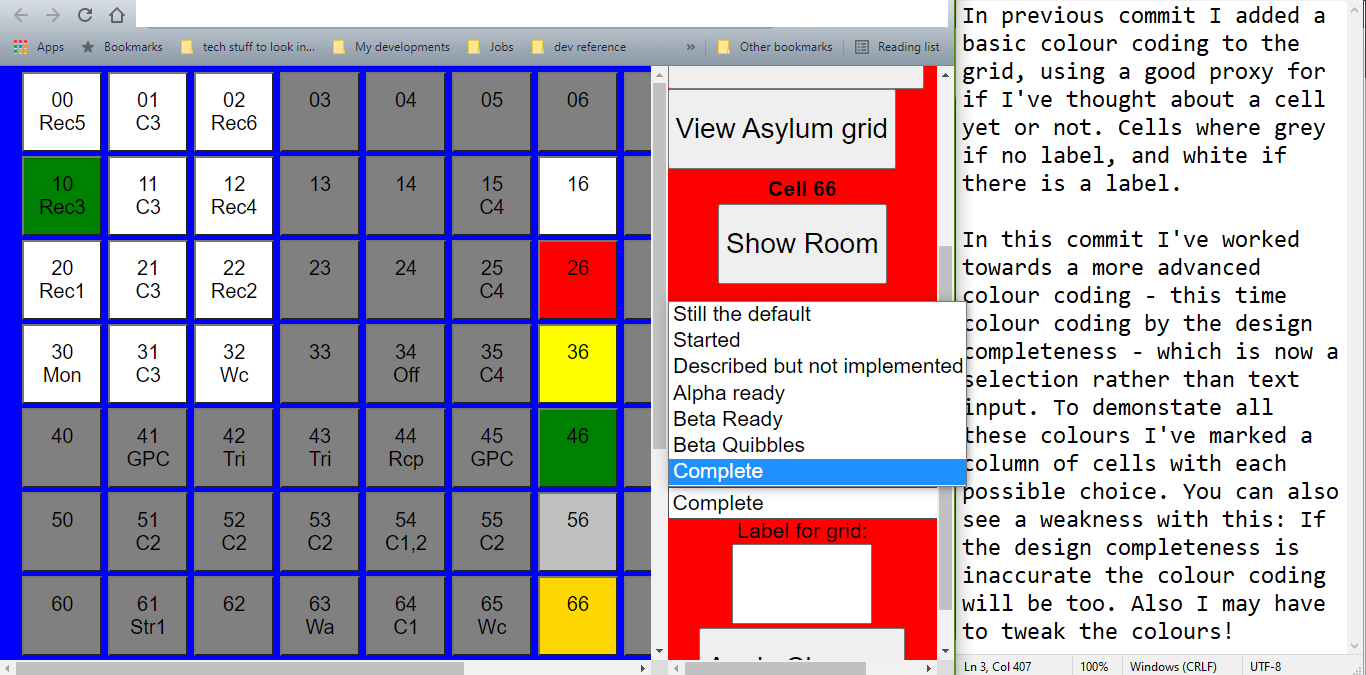 Apps Bookmarks tech stuff to look in... My developments Jobs dev reference » Other bookmarks Reading list
00 01 02 03 04 05 06
Rec5 C3 Rec6
10 11 12 13 14 15 16
Rec3 C3 Rec4 C4
20 21 22 23 24 25 26
Rec1 C3 Rec2 C4
30 31 32 33 34 35 36
Mon C3 Wc Off C4
40 41 42 43 44 45 46
GPC Tri Tri Rcp GPC
50 51 52 53 54 55 56
C2 C2 C2 C1,2 C2
60 61 62 63 64 65 66
Str1 Wa C1 Wc
View Asylum grid
Cell 66
Show Room
Still the default
Started
Described but not implemented
Alpha ready
Beta Ready
Beta Quibbles
Complete
Complete
Label for grid:
In previous commit I added a
basic colour coding to the
grid, using a good proxy for
if I've thought about a cell
yet or not. Cells where grey
if no label, and white if
there is a label.
In this commit I've worked
towards a more advanced
colour coding - this time
colour coding by the design
completeness - which is now a
selection rather than text
input. To demonstate all
these colours I've marked a
column of cells with each
possible choice. You can also
see a weakness with this: If
the design completeness is
inaccurate the colour coding
will be too. Also I may have
to tweak the colours!
Ln 3, Col 407 100% Windows (CRLF) UTF-8